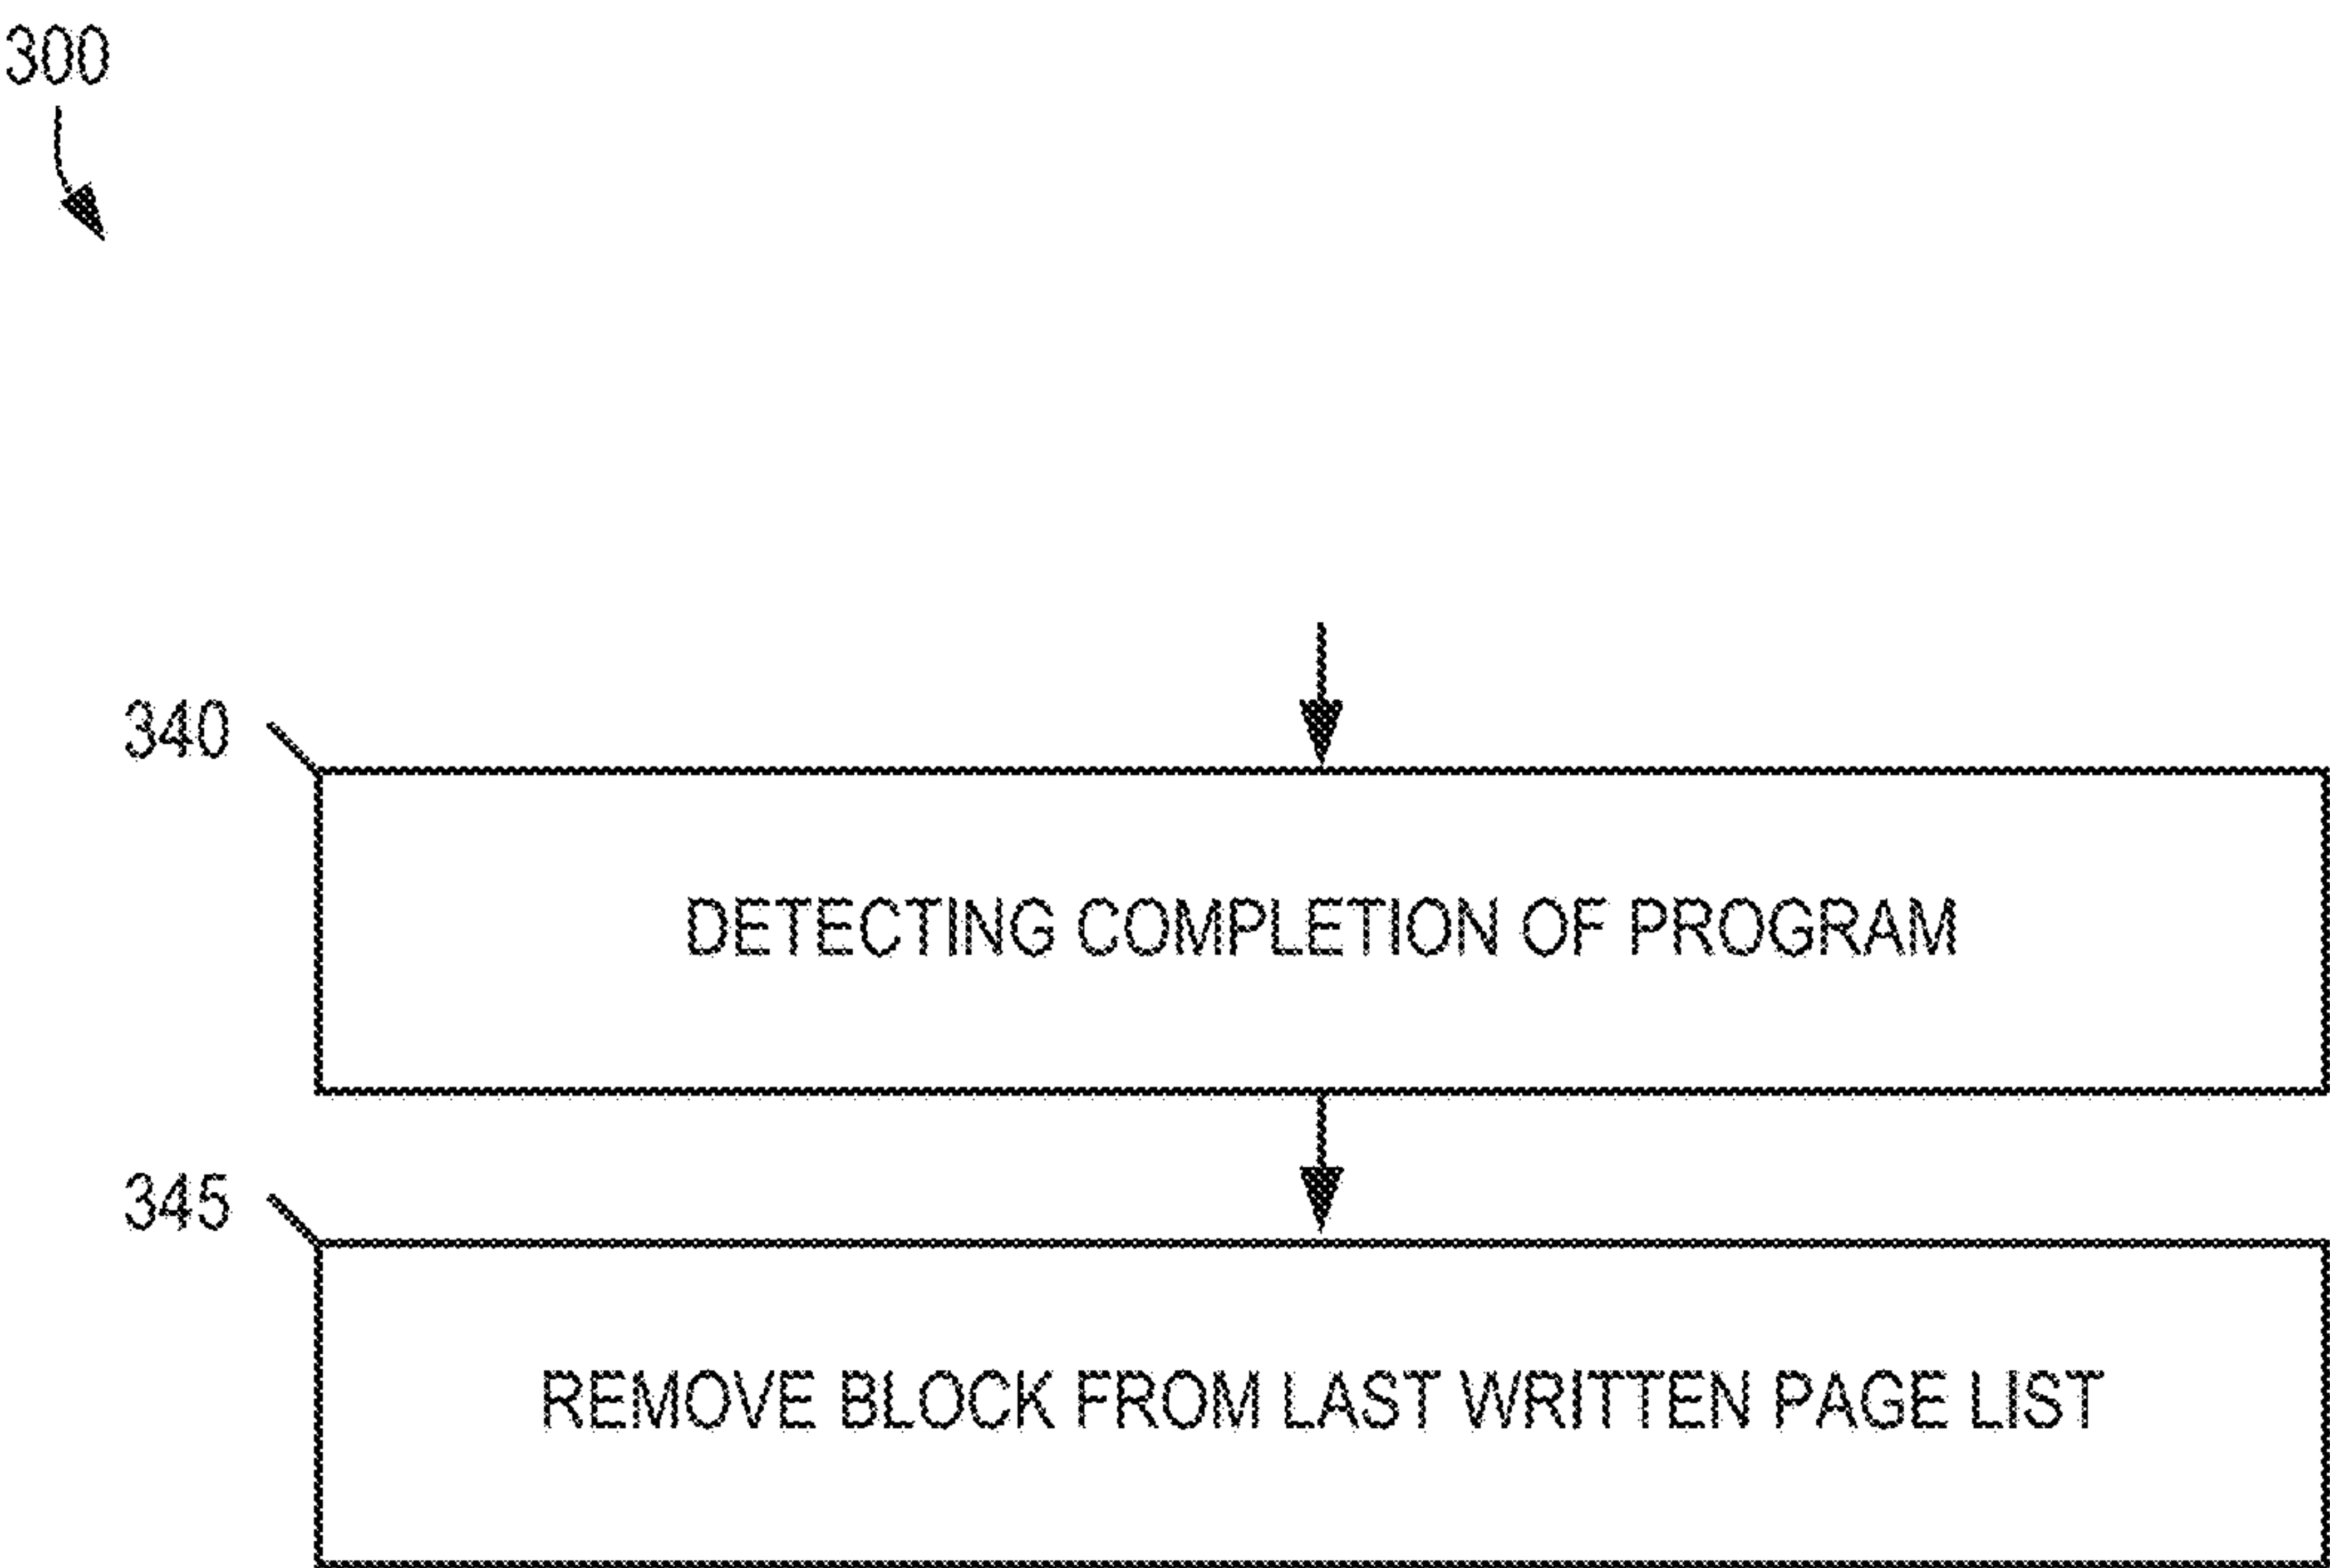 300
340
DETECTING COMPLETION OF PROGRAM
345
REMOVE BLOCK FROM LAST WRITTEN PAGE LIST